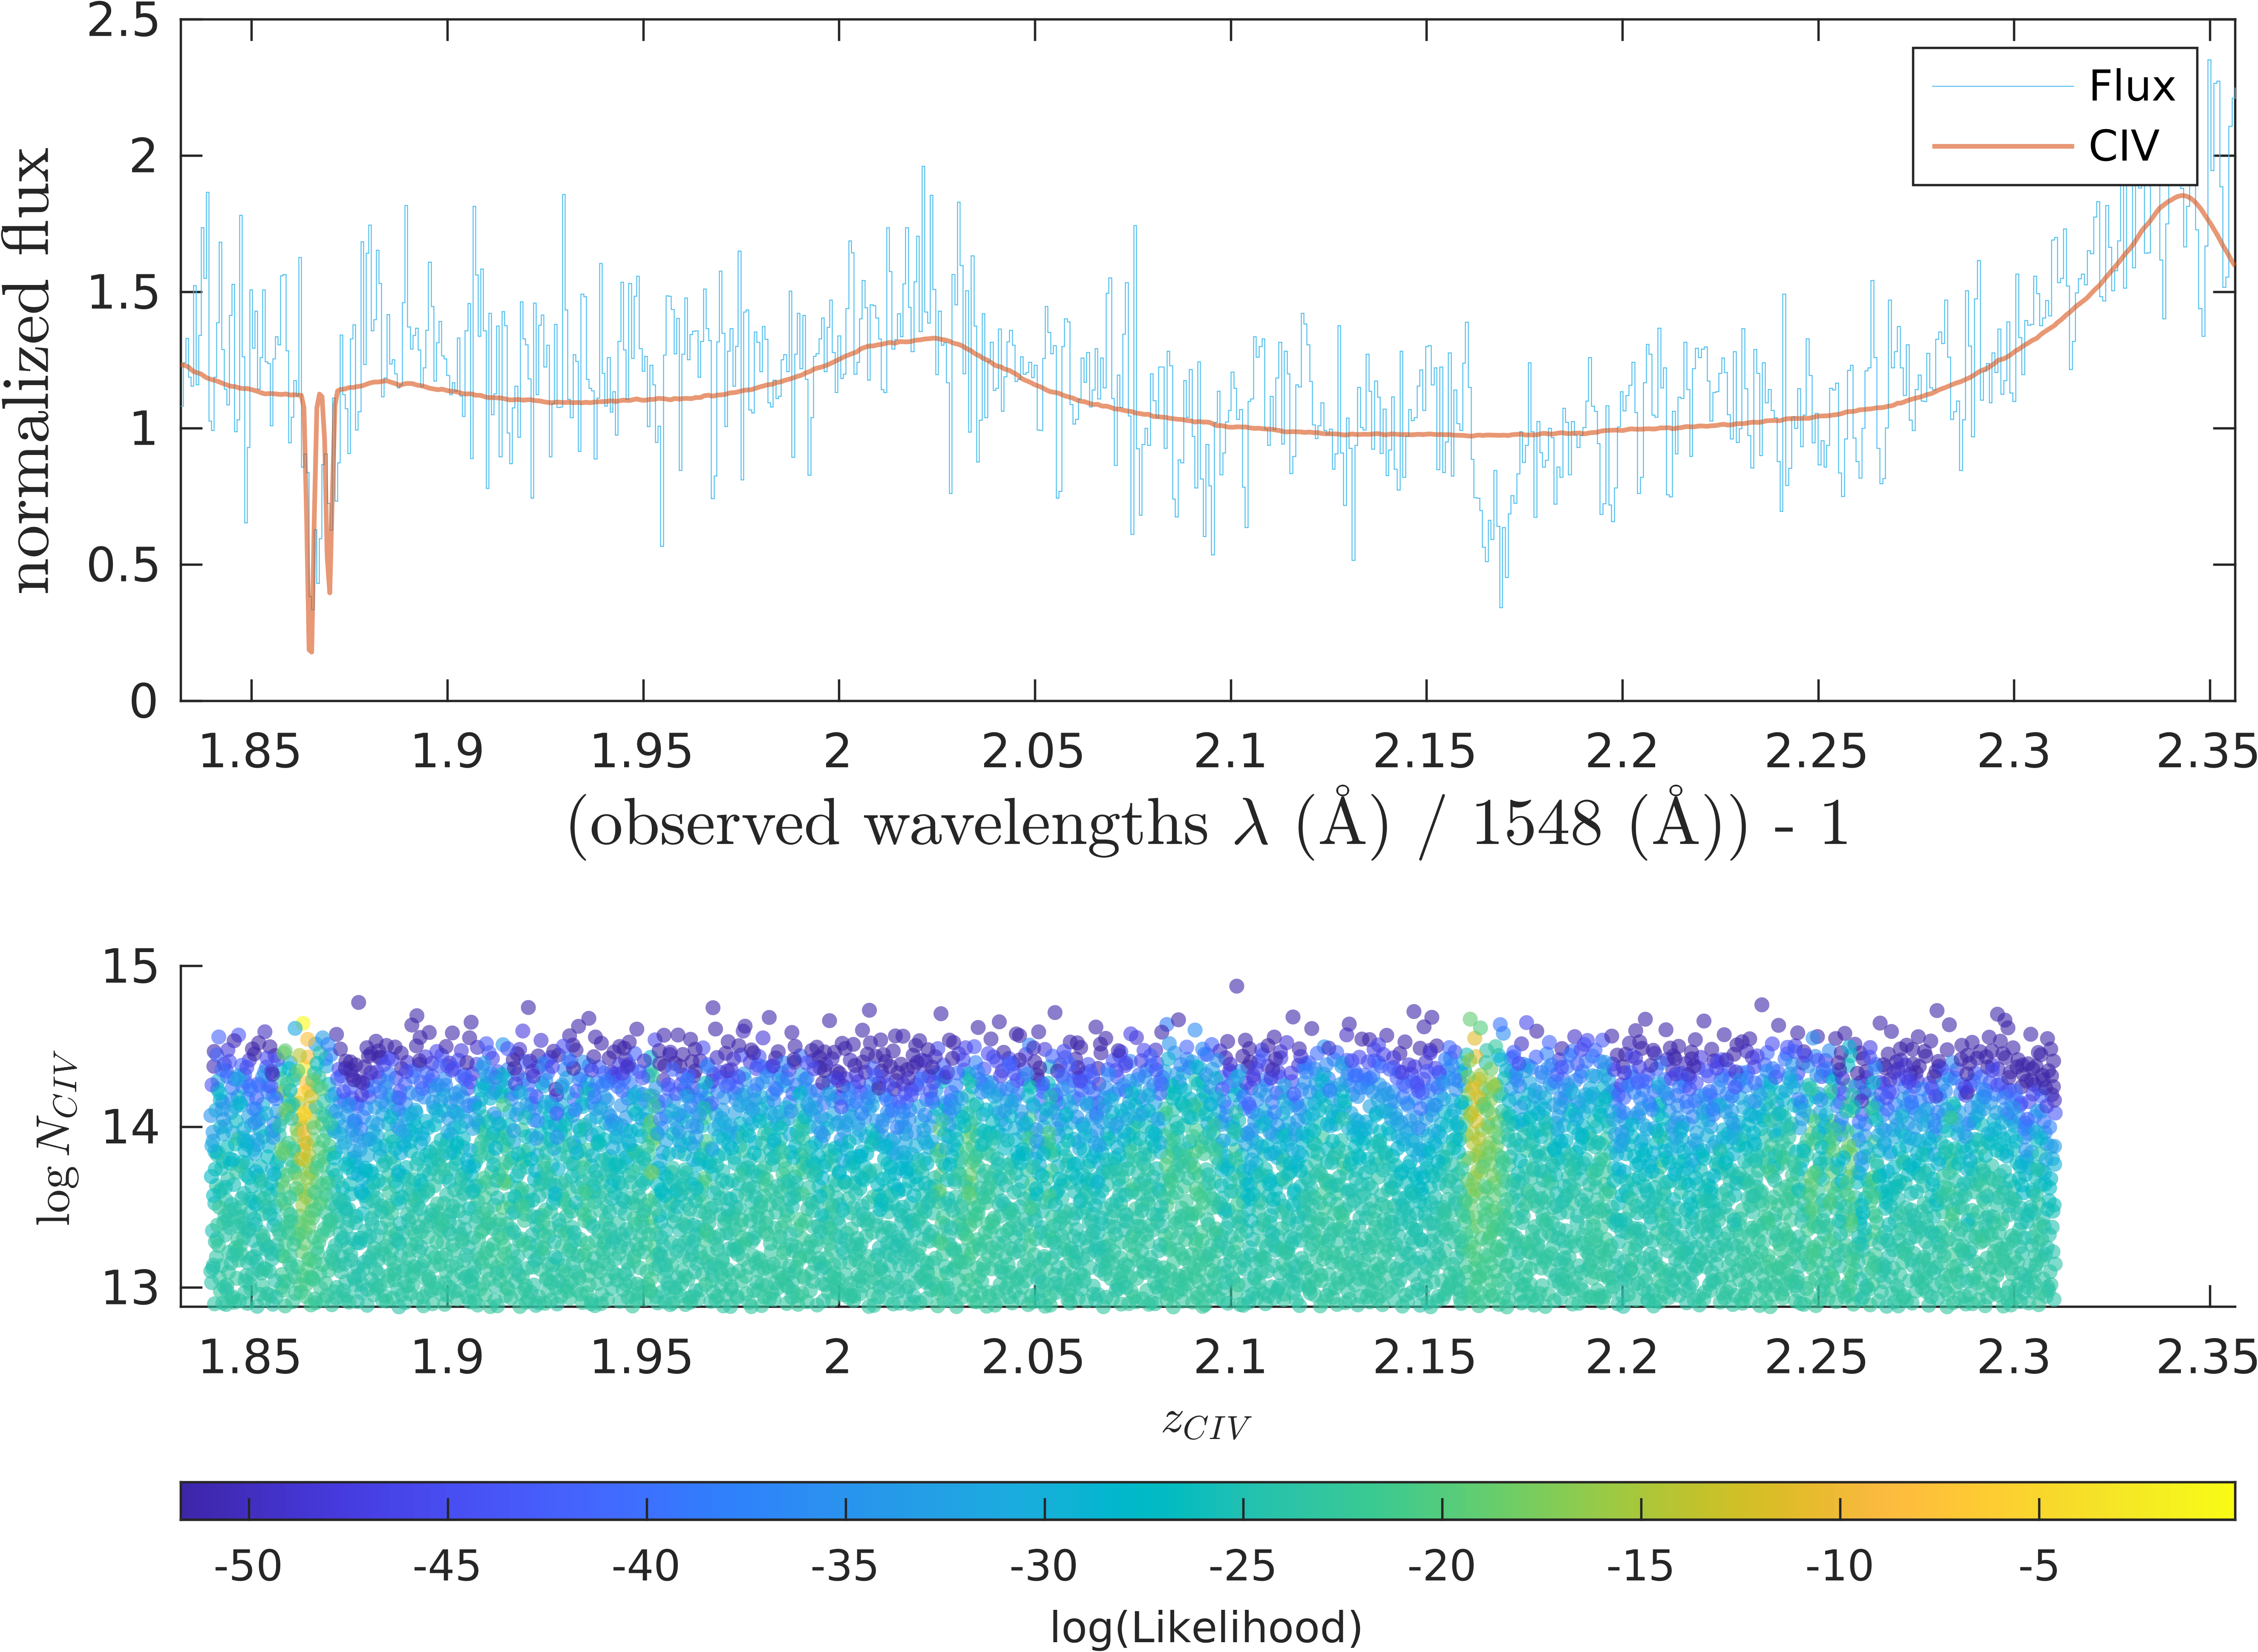 2.5
2
1.5
1
0.5
0
normalized flux
Flux
CIV
1.85 1.9 1.95 2 2.05 2.1 2.15 2.2 2.25 2.3 2.35
(observed wavelengths λ (Å) / 1548 (Å)) - 1
15
14
13
log N_CIV
1.85 1.9 1.95 2 2.05 2.1 2.15 2.2 2.25 2.3 2.35
z_CIV
-50 -45 -40 -35 -30 -25 -20 -15 -10 -5
log(Likelihood)